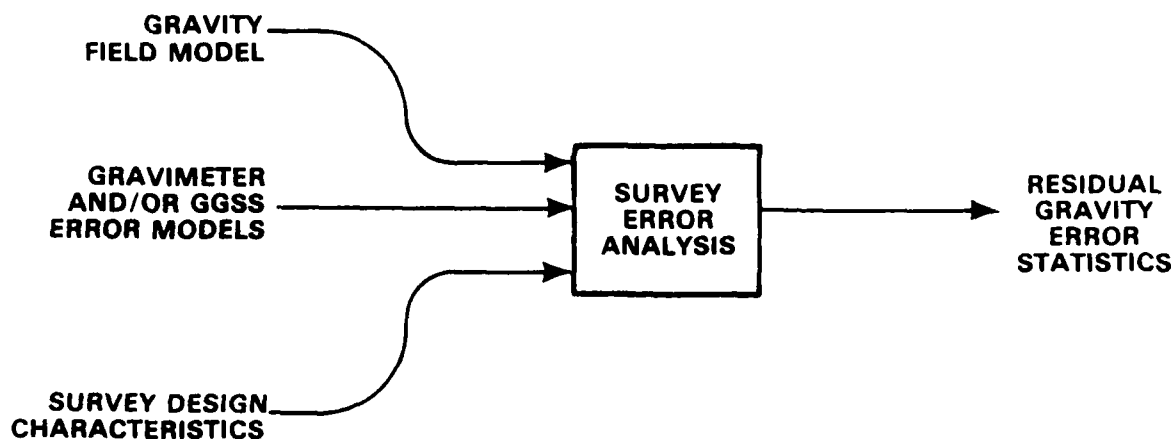 GRAVITY
FIELD MODEL
GRAVIMETER
AND/OR GGSS
ERROR MODELS
SURVEY DESIGN
CHARACTERISTICS
SURVEY
ERROR
ANALYSIS
RESIDUAL
GRAVITY
ERROR
STATISTICS